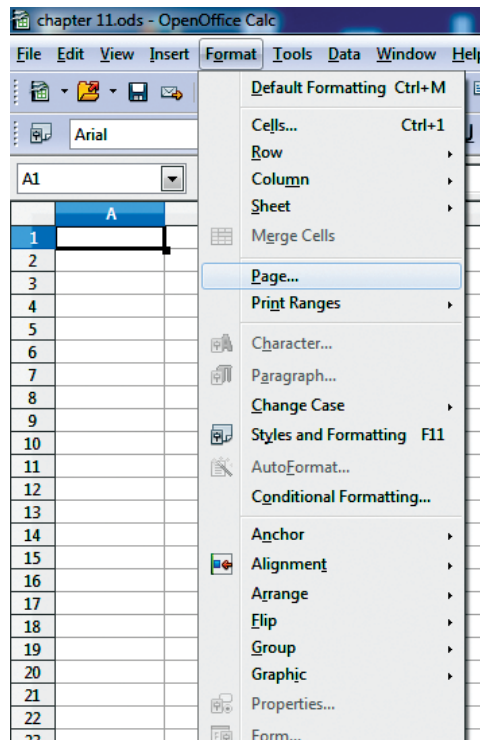 chapter 11.ods - OpenOffice Calc
File Edit View Insert Format Tools Data Window Help
Default Formatting Ctrl+M
Arial
Cells... Ctrl+1
Row
A1
Column
Sheet
A
1
Merge Cells
2
3
Page...
4
Print Ranges
5
6
Character...
7
Paragraph...
8
Change Case
9
10
Styles and Formatting F11
11
AutoFormat...
12
Conditional Formatting...
13
14
Anchor
15
Alignment
16
17
Arrange
18
Flip
19
Group
20
Graphic
21
Properties...
22
23
Form...